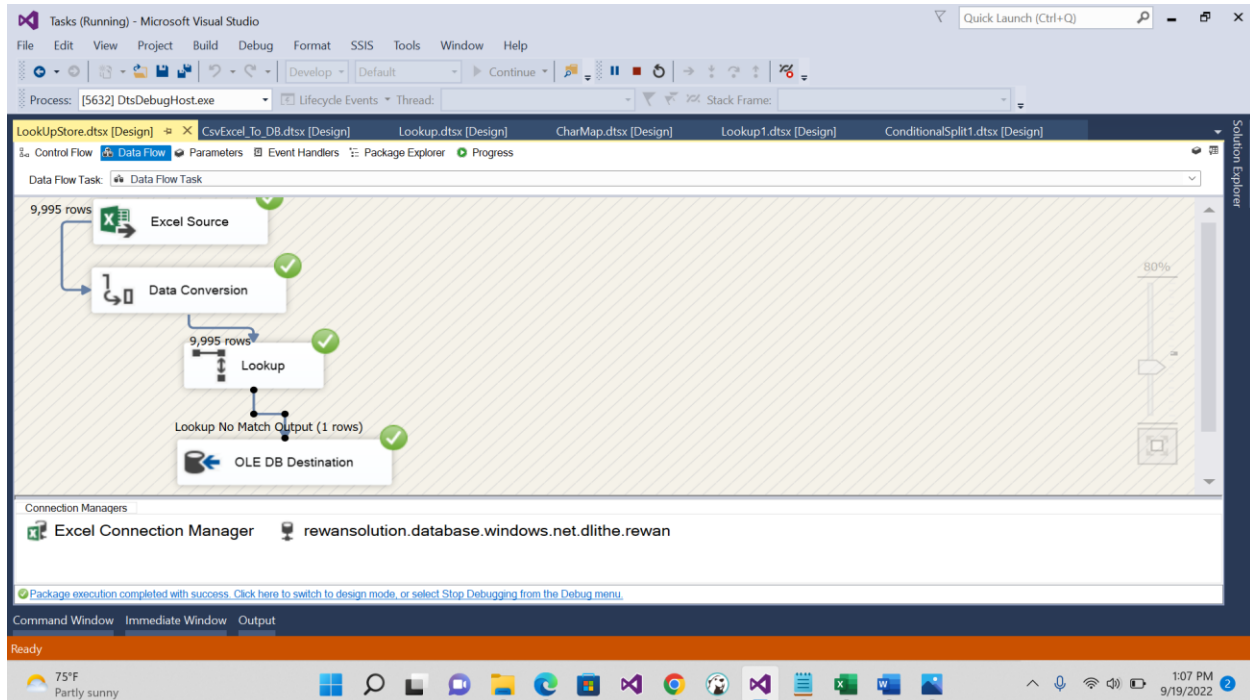 Tasks (Running) - Microsoft Visual Studio
Quick Launch (Ctrl+Q)
File Edit View Project Build Debug Format SSIS Tools Window Help
Develop Default Continue
Process: [5632] DtsDebugHost.exe Lifecycle Events Thread: Stack Frame:
LookUpStore.dtsx [Design] CsvExcel_To_DB.dtsx [Design] Lookup.dtsx [Design] CharMap.dtsx [Design] Lookup1.dtsx [Design] ConditionalSplit1.dtsx [Design]
Solution Explorer
Control Flow Data Flow Parameters Event Handlers Package Explorer Progress
Data Flow Task: Data Flow Task
9,995 rows
Excel Source
80%
Data Conversion
9,995 rows
Lookup
Lookup No Match Output (1 rows)
OLE DB Destination
Connection Managers
Excel Connection Manager rewansolution.database.windows.net.dlithe.rewan
Package execution completed with success. Click here to switch to design mode, or select Stop Debugging from the Debug menu.
Command Window Immediate Window Output
Ready
75°F
Partly sunny
1:07 PM
9/19/2022
2